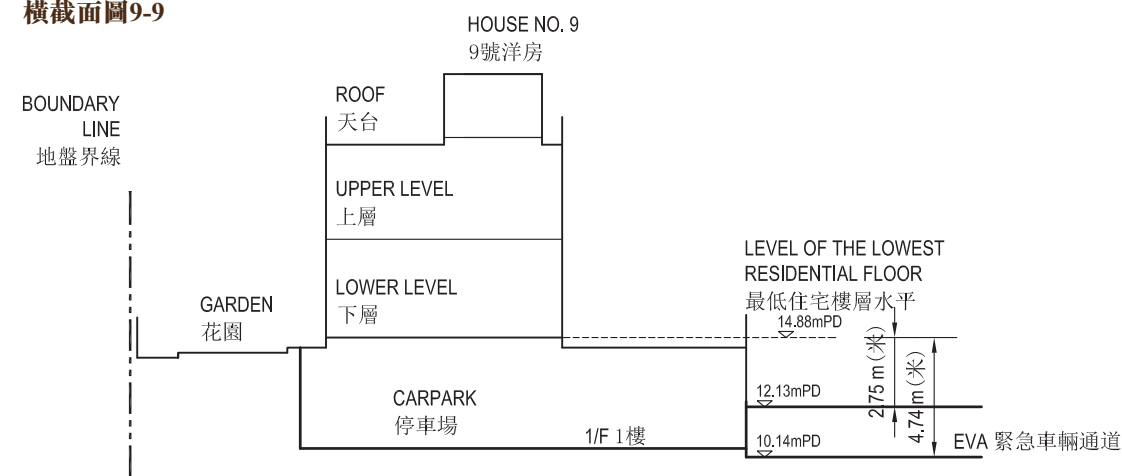 橫截面圖9-9
HOUSE NO. 9
9號洋房
BOUNDARY
LINE
地盤界線
ROOF
天台
UPPER LEVEL
上層
LOWER LEVEL
下層
GARDEN
花園
LEVEL OF THE LOWEST
RESIDENTIAL FLOOR
最低住宅樓層水平
14.88mPD
2.75 m(米)
4.74 m(米)
12.13mPD
CARPARK
停車場
1/F 1樓
10.14mPD
EVA 緊急車輛通道